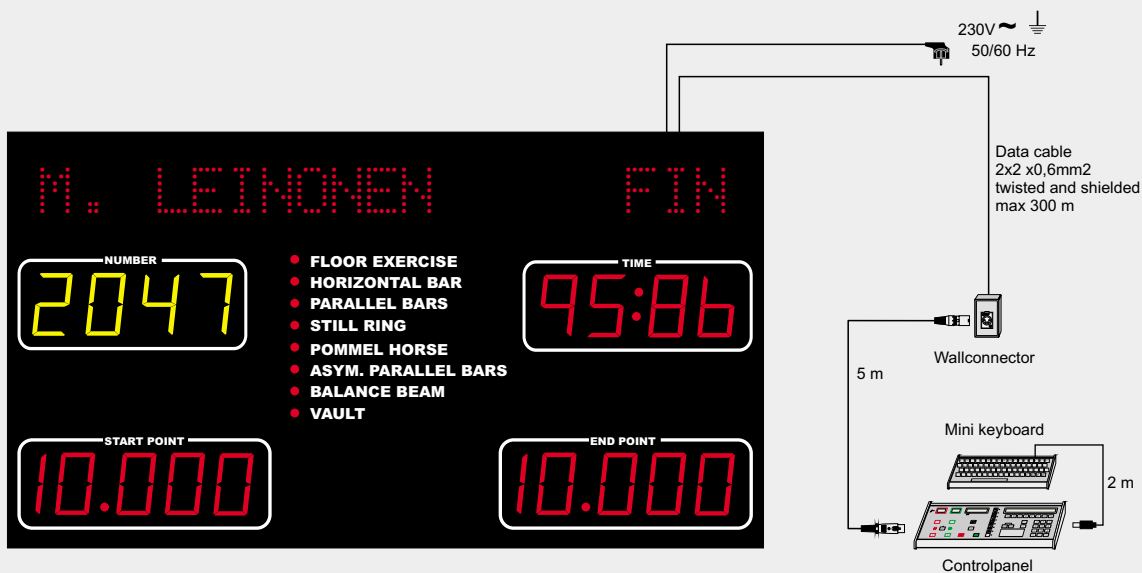 230V ~
50/60 Hz
M. LEINONEN FIN
Data cable
2x2 x0,6mm2
twisted and shielded
max 300 m
NUMBER
2047
FLOOR EXERCISE
HORIZONTAL BAR
PARALLEL BARS
STILL RING
POMMEL HORSE
ASYM. PARALLEL BARS
BALANCE BEAM
VAULT
TIME
95:86
START POINT
10.000
END POINT
10.000
Wallconnector
5 m
Mini keyboard
2 m
Controlpanel